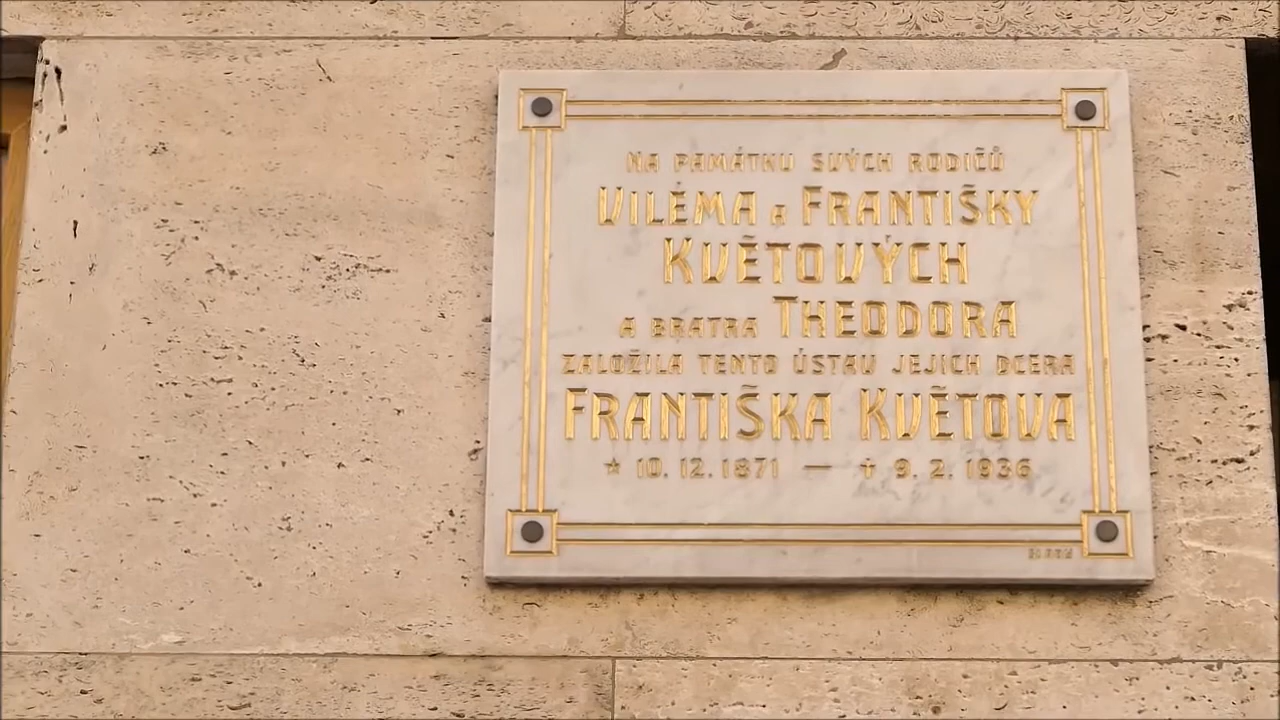 NA PAMÁTKU SVÝCH RODIČŮ
VILÉMA A FRANTIŠKY
KVĚTOVÝCH
A BRATRA THEODORA
ZALOŽILA TENTO ÚSTAV JEJICH DCERA
FRANTIŠKA KVĚTOVA
* 10. 12. 1871 — † 9. 2. 1936